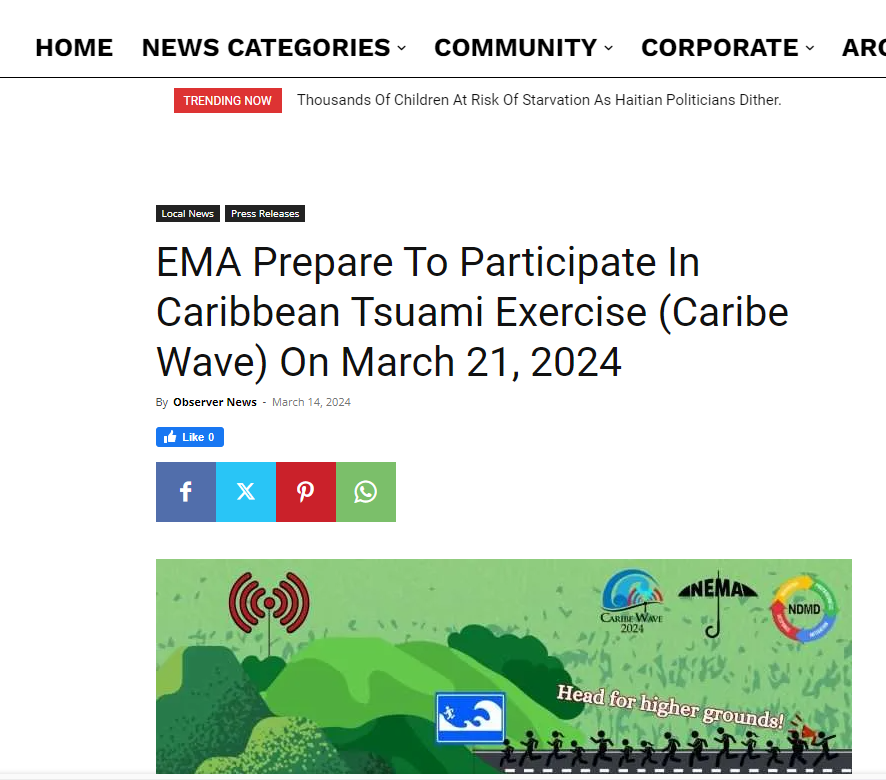 HOME NEWS CATEGORIES COMMUNITY CORPORATE ARC
TRENDING NOW Thousands Of Children At Risk Of Starvation As Haitian Politicians Dither.
Local News Press Releases
EMA Prepare To Participate In
Caribbean Tsuami Exercise (Caribe
Wave) On March 21, 2024
By Observer News - March 14, 2024
Like 0
CARIBE WAVE
2024
NEMA
NDMD
Head for higher grounds!